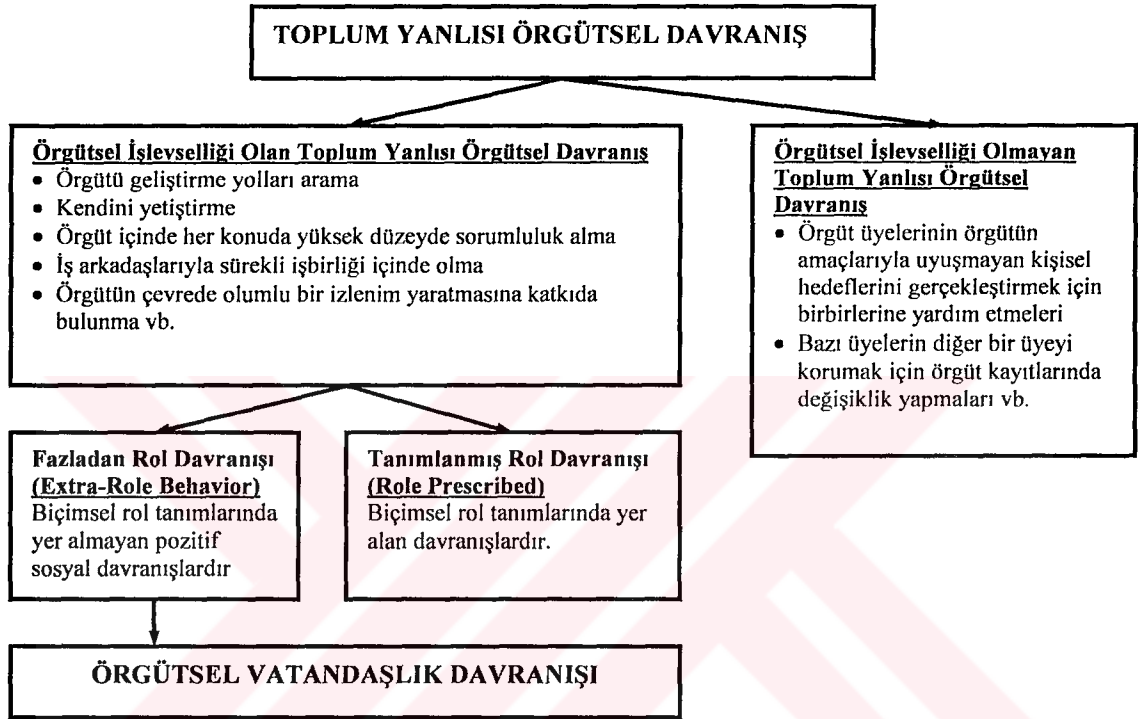 TOPLUM YANLISI ÖRGÜTSEL DAVRANIŞ
Örgütsel İşlevselliği Olan Toplum Yanlısı Örgütsel Davranış
• Örgütü geliştirme yolları arama
• Kendini yetiştirme
• Örgüt içinde her konuda yüksek düzeyde sorumluluk alma
• İş arkadaşlarıyla sürekli işbirliği içinde olma
• Örgütün çevrede olumlu bir izlenim yaratmasına katkıda
bulunma vb.
Örgütsel İşlevselliği Olmayan
Toplum Yanlısı Örgütsel
Davranış
• Örgüt üyelerinin örgütün
amaçlarıyla uyuşmayan kişisel
hedeflerini gerçekleştirmek için
birbirlerine yardım etmeleri
• Bazı üyelerin diğer bir üyeyi
korumak için örgüt kayıtlarında
değişiklik yapmaları vb.
Fazladan Rol Davranışı
(Extra-Role Behavior)
Biçimsel rol tanımlarında
yer almayan pozitif
sosyal davranışlardır
Tanımlanmış Rol Davranışı
(Role Prescribed)
Biçimsel rol tanımlarında yer
alan davranışlardır.
ÖRGÜTSEL VATANDAŞLIK DAVRANIŞI